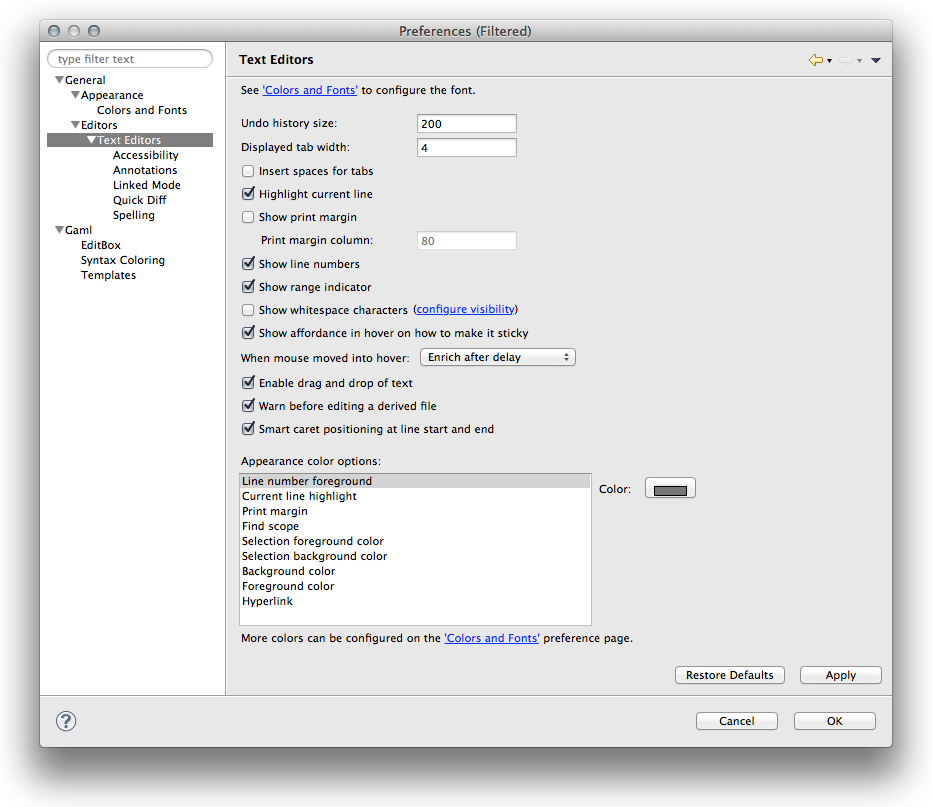 Preferences (Filtered)
type filter text
General
Appearance
Colors and Fonts
Editors
Text Editors
Accessibility
Annotations
Linked Mode
Quick Diff
Spelling
Gaml
EditBox
Syntax Coloring
Templates
Text Editors
See 'Colors and Fonts' to configure the font.
Undo history size: 200
Displayed tab width: 4
Insert spaces for tabs
Highlight current line
Show print margin
Print margin column: 80
Show line numbers
Show range indicator
Show whitespace characters (configure visibility)
Show affordance in hover on how to make it sticky
When mouse moved into hover: Enrich after delay
Enable drag and drop of text
Warn before editing a derived file
Smart caret positioning at line start and end
Appearance color options:
Line number foreground
Current line highlight
Print margin
Find scope
Selection foreground color
Selection background color
Background color
Foreground color
Hyperlink
Color:
More colors can be configured on the 'Colors and Fonts' preference page.
Restore Defaults Apply
? Cancel OK